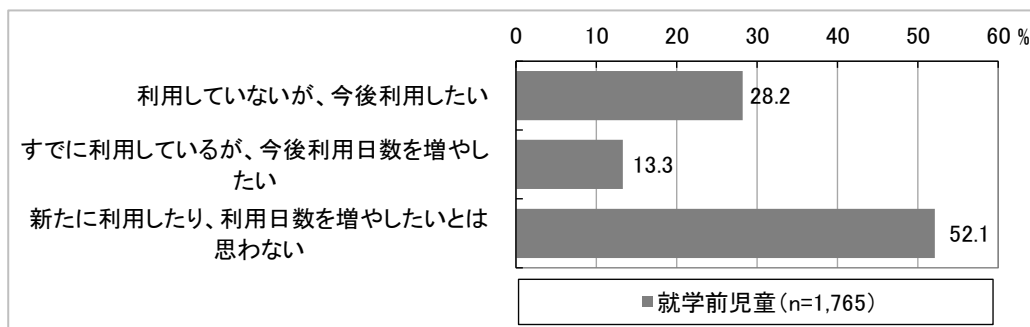 0 10 20 30 40 50 60 %
利用していないが、今後利用したい
28.2
すでに利用しているが、今後利用日数を増やし
たい
13.3
新たに利用したり、利用日数を増やしたいとは
思わない
52.1
■就学前児童(n=1,765)